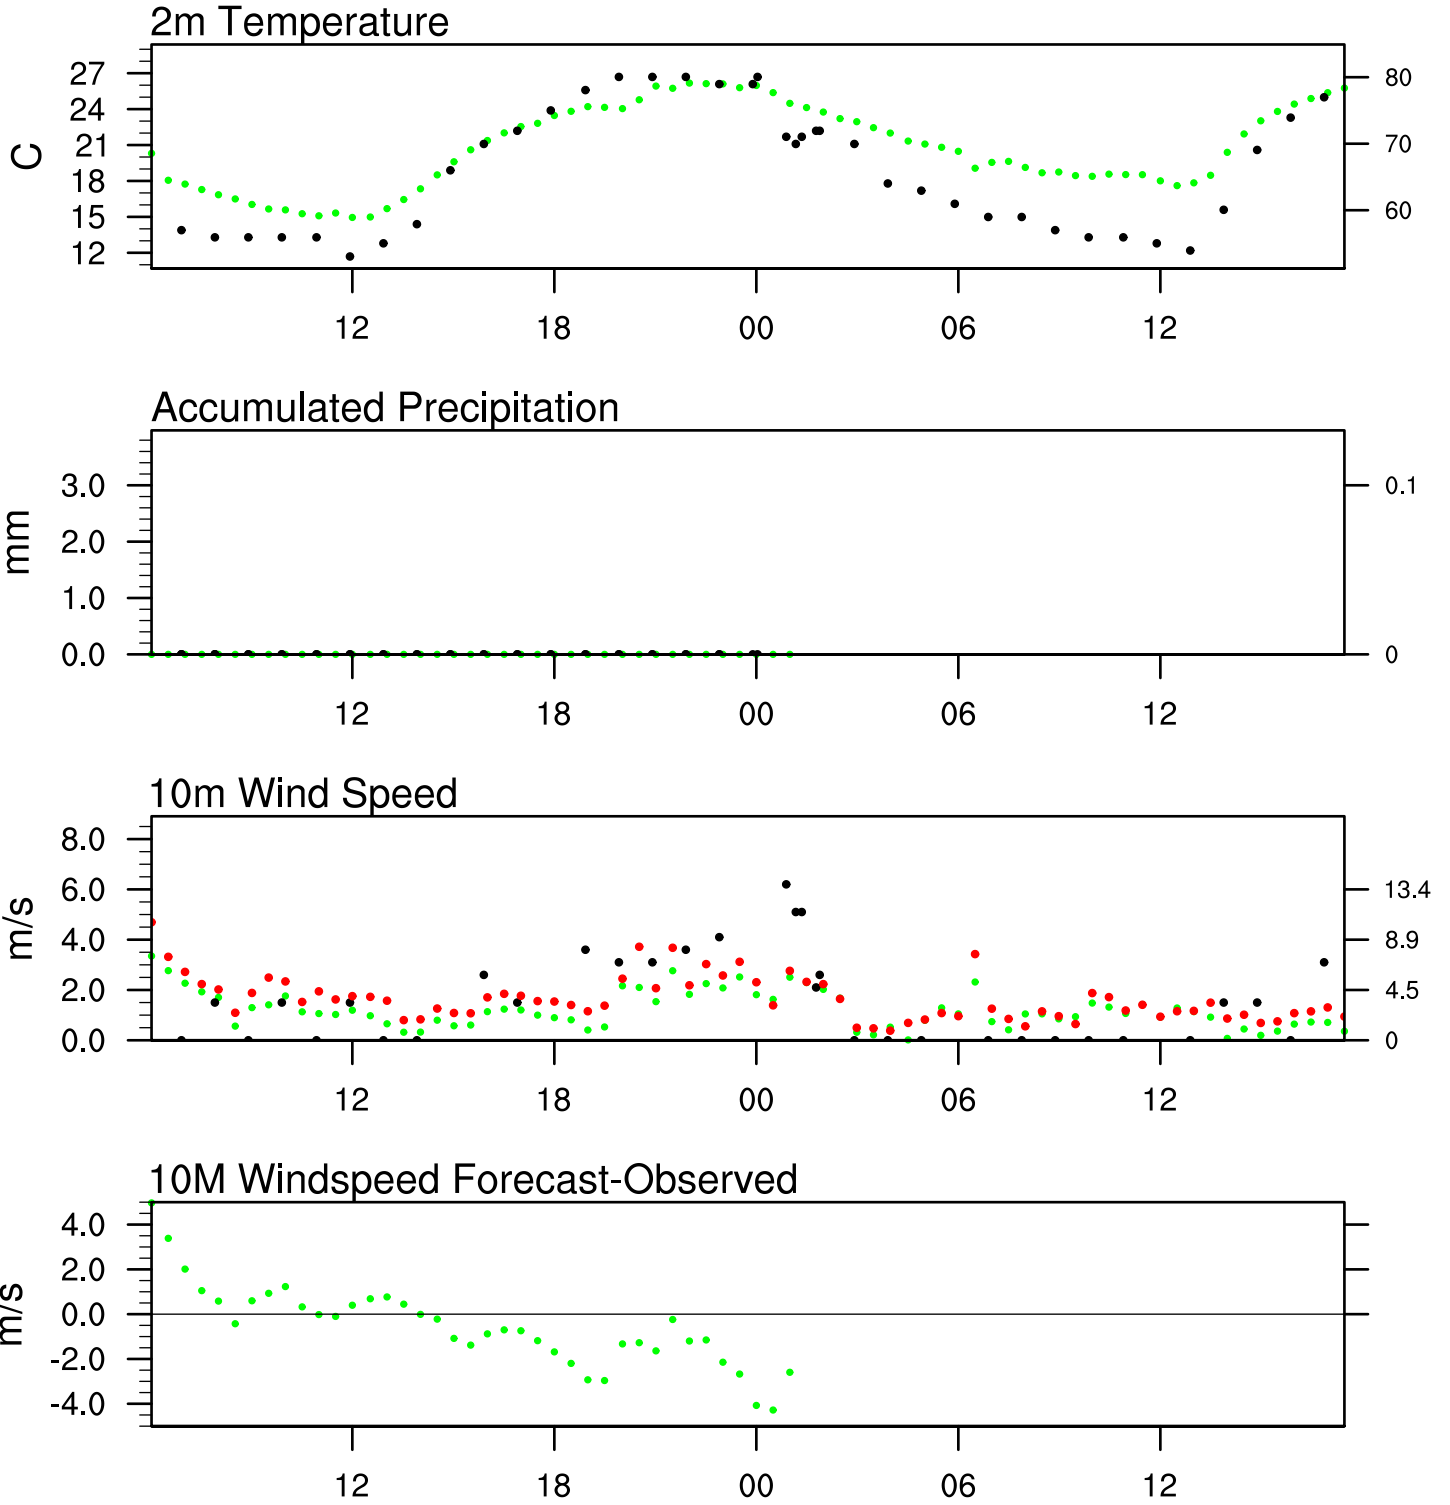 2m Temperature
27
24
21
18
15
12
C
80
70
60
12 18 00 06 12
Accumulated Precipitation
3.0
2.0
1.0
0.0
mm
0.1
0
12 18 00 06 12
10m Wind Speed
8.0
6.0
4.0
2.0
0.0
m/s
13.4
8.9
4.5
0
12 18 00 06 12
10M Windspeed Forecast-Observed
4.0
2.0
0.0
-2.0
-4.0
m/s
12 18 00 06 12